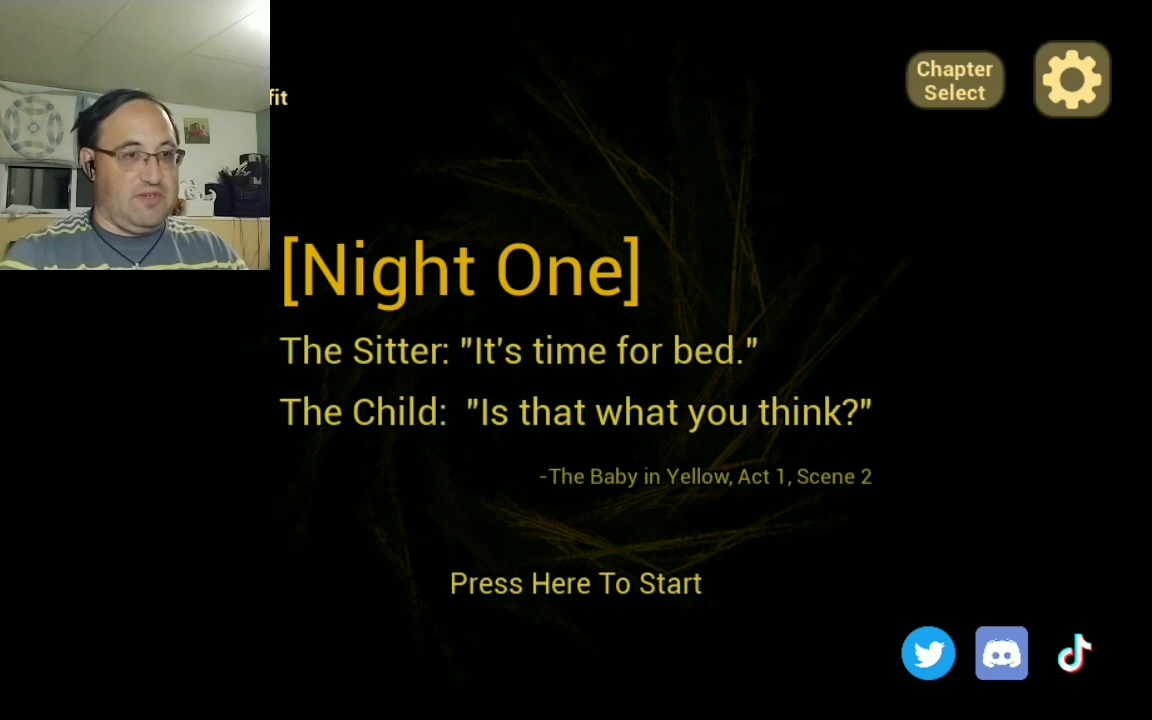 fit
Chapter
Select
[Night One]
The Sitter: "It's time for bed."
The Child:  "Is that what you think?"
-The Baby in Yellow, Act 1, Scene 2
Press Here To Start